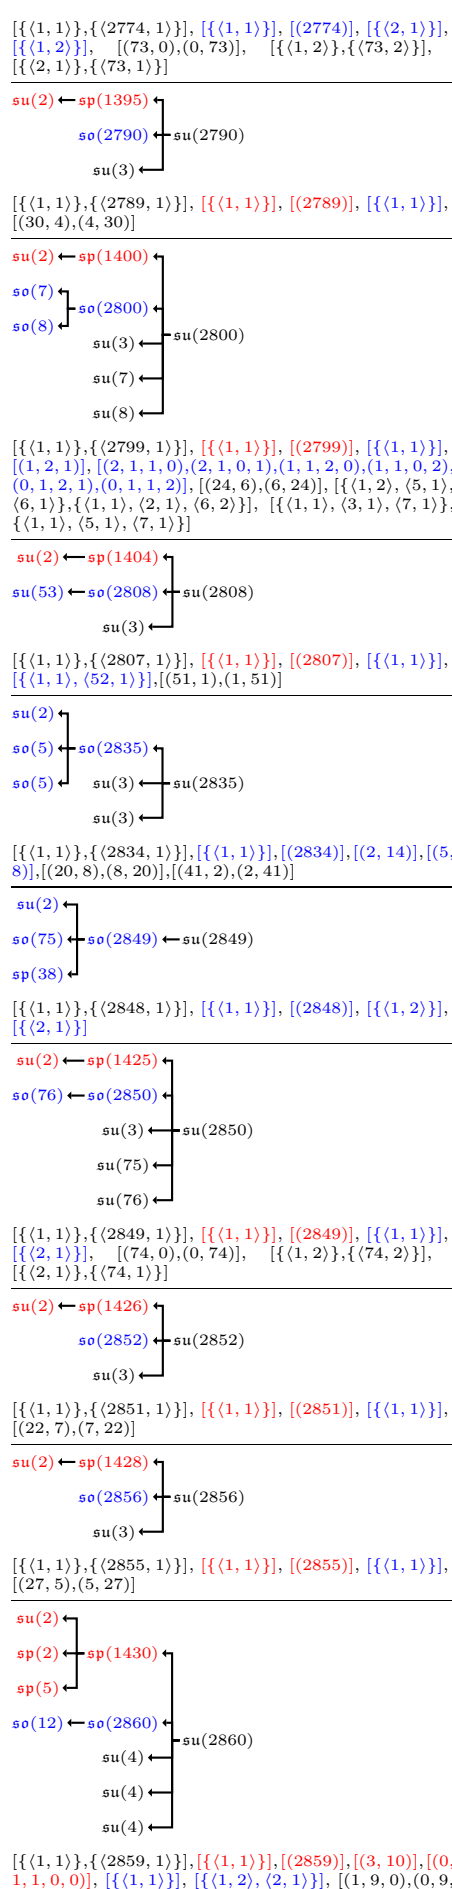 [{⟨1, 1⟩},{⟨2774, 1⟩}], [{⟨1, 1⟩}], [(2774)], [{⟨2, 1⟩}],
[{⟨1, 2⟩}], [(73, 0),(0, 73)], [{⟨1, 2⟩},{⟨73, 2⟩}],
[{⟨2, 1⟩},{⟨73, 1⟩}]
𝔰𝔲(2) 𝔰𝔭(1395)
𝔰𝔬(2790) 𝔰𝔲(2790)
𝔰𝔲(3)
[{⟨1, 1⟩},{⟨2789, 1⟩}], [{⟨1, 1⟩}], [(2789)], [{⟨1, 1⟩}],
[(30, 4),(4, 30)]
𝔰𝔲(2) 𝔰𝔭(1400)
𝔰𝔬(7)
𝔰𝔬(2800)
𝔰𝔬(8)
𝔰𝔲(2800)
𝔰𝔲(3)
𝔰𝔲(7)
𝔰𝔲(8)
[{⟨1, 1⟩},{⟨2799, 1⟩}], [{⟨1, 1⟩}], [(2799)], [{⟨1, 1⟩}],
[(1, 2, 1)], [(2, 1, 1, 0),(2, 1, 0, 1),(1, 1, 2, 0),(1, 1, 0, 2),
(0, 1, 2, 1),(0, 1, 1, 2)], [(24, 6),(6, 24)], [{⟨1, 2⟩, ⟨5, 1⟩,
⟨6, 1⟩},{⟨1, 1⟩, ⟨2, 1⟩, ⟨6, 2⟩}], [{⟨1, 1⟩, ⟨3, 1⟩, ⟨7, 1⟩},
{⟨1, 1⟩, ⟨5, 1⟩, ⟨7, 1⟩}]
𝔰𝔲(2) 𝔰𝔭(1404)
𝔰𝔲(53) 𝔰𝔬(2808) 𝔰𝔲(2808)
𝔰𝔲(3)
[{⟨1, 1⟩},{⟨2807, 1⟩}], [{⟨1, 1⟩}], [(2807)], [{⟨1, 1⟩}],
[{⟨1, 1⟩, ⟨52, 1⟩}],[(51, 1),(1, 51)]
𝔰𝔲(2)
𝔰𝔬(5) 𝔰𝔬(2835)
𝔰𝔬(5) 𝔰𝔲(3) 𝔰𝔲(2835)
𝔰𝔲(3)
[{⟨1, 1⟩},{⟨2834, 1⟩}],[{⟨1, 1⟩}],[(2834)],[(2, 14)],[(5,
8)],[(20, 8),(8, 20)],[(41, 2),(2, 41)]
𝔰𝔲(2)
𝔰𝔬(75) 𝔰𝔬(2849) 𝔰𝔲(2849)
𝔰𝔭(38)
[{⟨1, 1⟩},{⟨2848, 1⟩}], [{⟨1, 1⟩}], [(2848)], [{⟨1, 2⟩}],
[{⟨2, 1⟩}]
𝔰𝔲(2) 𝔰𝔭(1425)
𝔰𝔬(76) 𝔰𝔬(2850)
𝔰𝔲(3) 𝔰𝔲(2850)
𝔰𝔲(75)
𝔰𝔲(76)
[{⟨1, 1⟩},{⟨2849, 1⟩}], [{⟨1, 1⟩}], [(2849)], [{⟨1, 1⟩}],
[{⟨2, 1⟩}], [(74, 0),(0, 74)], [{⟨1, 2⟩},{⟨74, 2⟩}],
[{⟨2, 1⟩},{⟨74, 1⟩}]
𝔰𝔲(2) 𝔰𝔭(1426)
𝔰𝔬(2852) 𝔰𝔲(2852)
𝔰𝔲(3)
[{⟨1, 1⟩},{⟨2851, 1⟩}], [{⟨1, 1⟩}], [(2851)], [{⟨1, 1⟩}],
[(22, 7),(7, 22)]
𝔰𝔲(2) 𝔰𝔭(1428)
𝔰𝔬(2856) 𝔰𝔲(2856)
𝔰𝔲(3)
[{⟨1, 1⟩},{⟨2855, 1⟩}], [{⟨1, 1⟩}], [(2855)], [{⟨1, 1⟩}],
[(27, 5),(5, 27)]
𝔰𝔲(2)
𝔰𝔭(2) 𝔰𝔭(1430)
𝔰𝔭(5)
𝔰𝔬(12) 𝔰𝔬(2860)
𝔰𝔲(2860)
𝔰𝔲(4)
𝔰𝔲(4)
𝔰𝔲(4)
[{⟨1, 1⟩},{⟨2859, 1⟩}],[{⟨1, 1⟩}],[(2859)],[(3, 10)],[(0,
1, 1, 0, 0)], [{⟨1, 1⟩}], [{⟨1, 2⟩, ⟨2, 1⟩}], [(1, 9, 0),(0, 9,